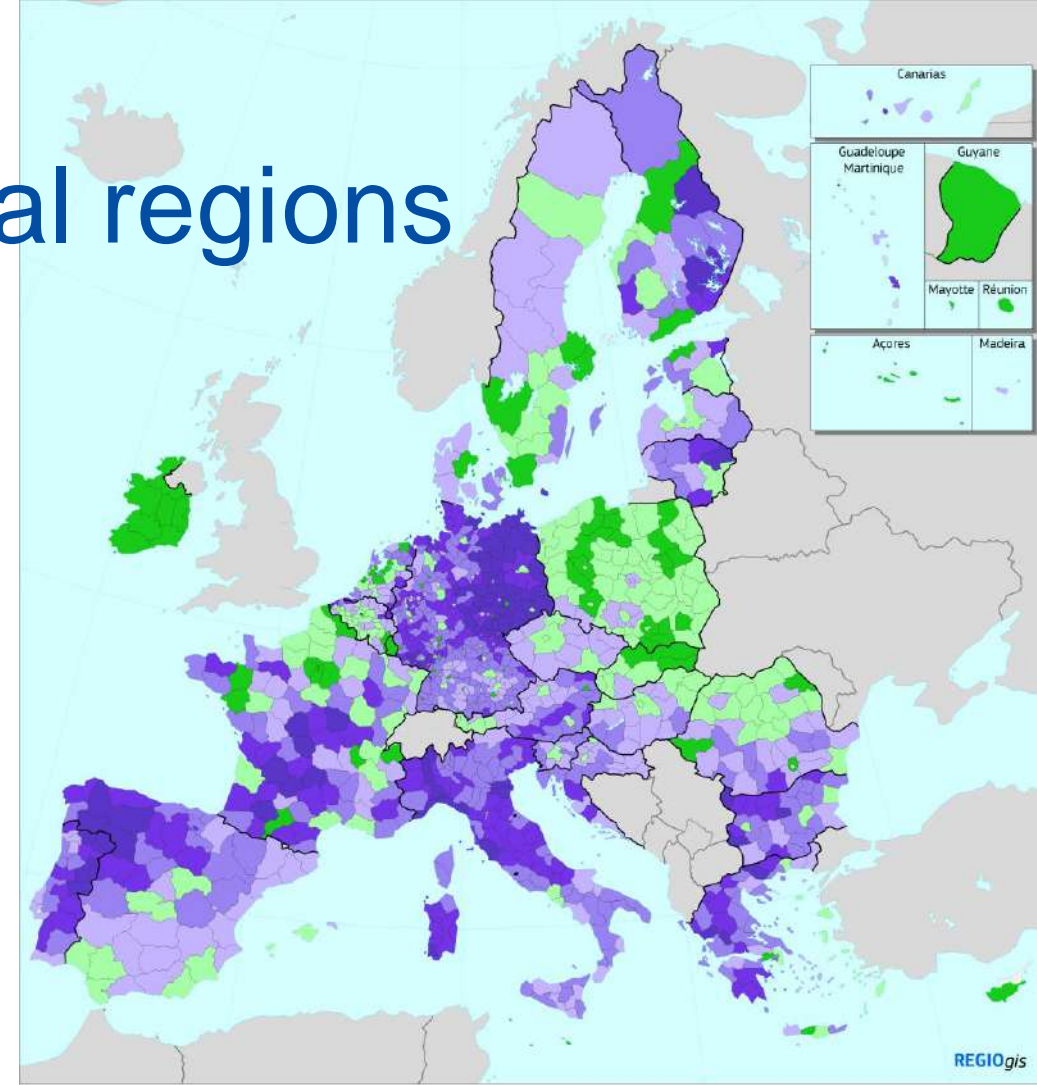 al regions
Canarias
Guadeloupe
Martinique
Guyane
Mayotte
Réunion
Açores
Madeira
REGIOgis